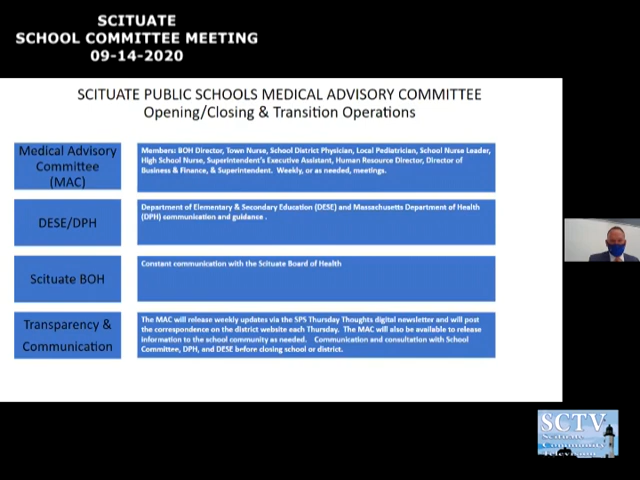 SCITUATE
SCHOOL COMMITTEE MEETING
09-14-2020
SCITUATE PUBLIC SCHOOLS MEDICAL ADVISORY COMMITTEE
Opening/Closing & Transition Operations
Medical Advisory
Committee
(MAC)
Members: BOH Director, Town Nurse, School District Physician, Local Pediatrician, School Nurse Leader,
High School Nurse, Superintendent's Executive Assistant, Human Resource Director, Director of
Business & Finance, & Superintendent. Weekly, or as needed, meetings.
DESE/DPH
Department of Elementary & Secondary Education (DESE) and Massachusetts Department of Health
(DPH) communication and guidance .
Scituate BOH
Constant communication with the Scituate Board of Health
Transparency &
Communication
The MAC will release weekly updates via the SPS Thursday Thoughts digital newsletter and will post
the correspondence on the district website each Thursday. The MAC will also be available to release
information to the school community as needed. Communication and consultation with School
Committee, DPH, and DESE before closing school or district.
SCTV
Scituate
Community
Television